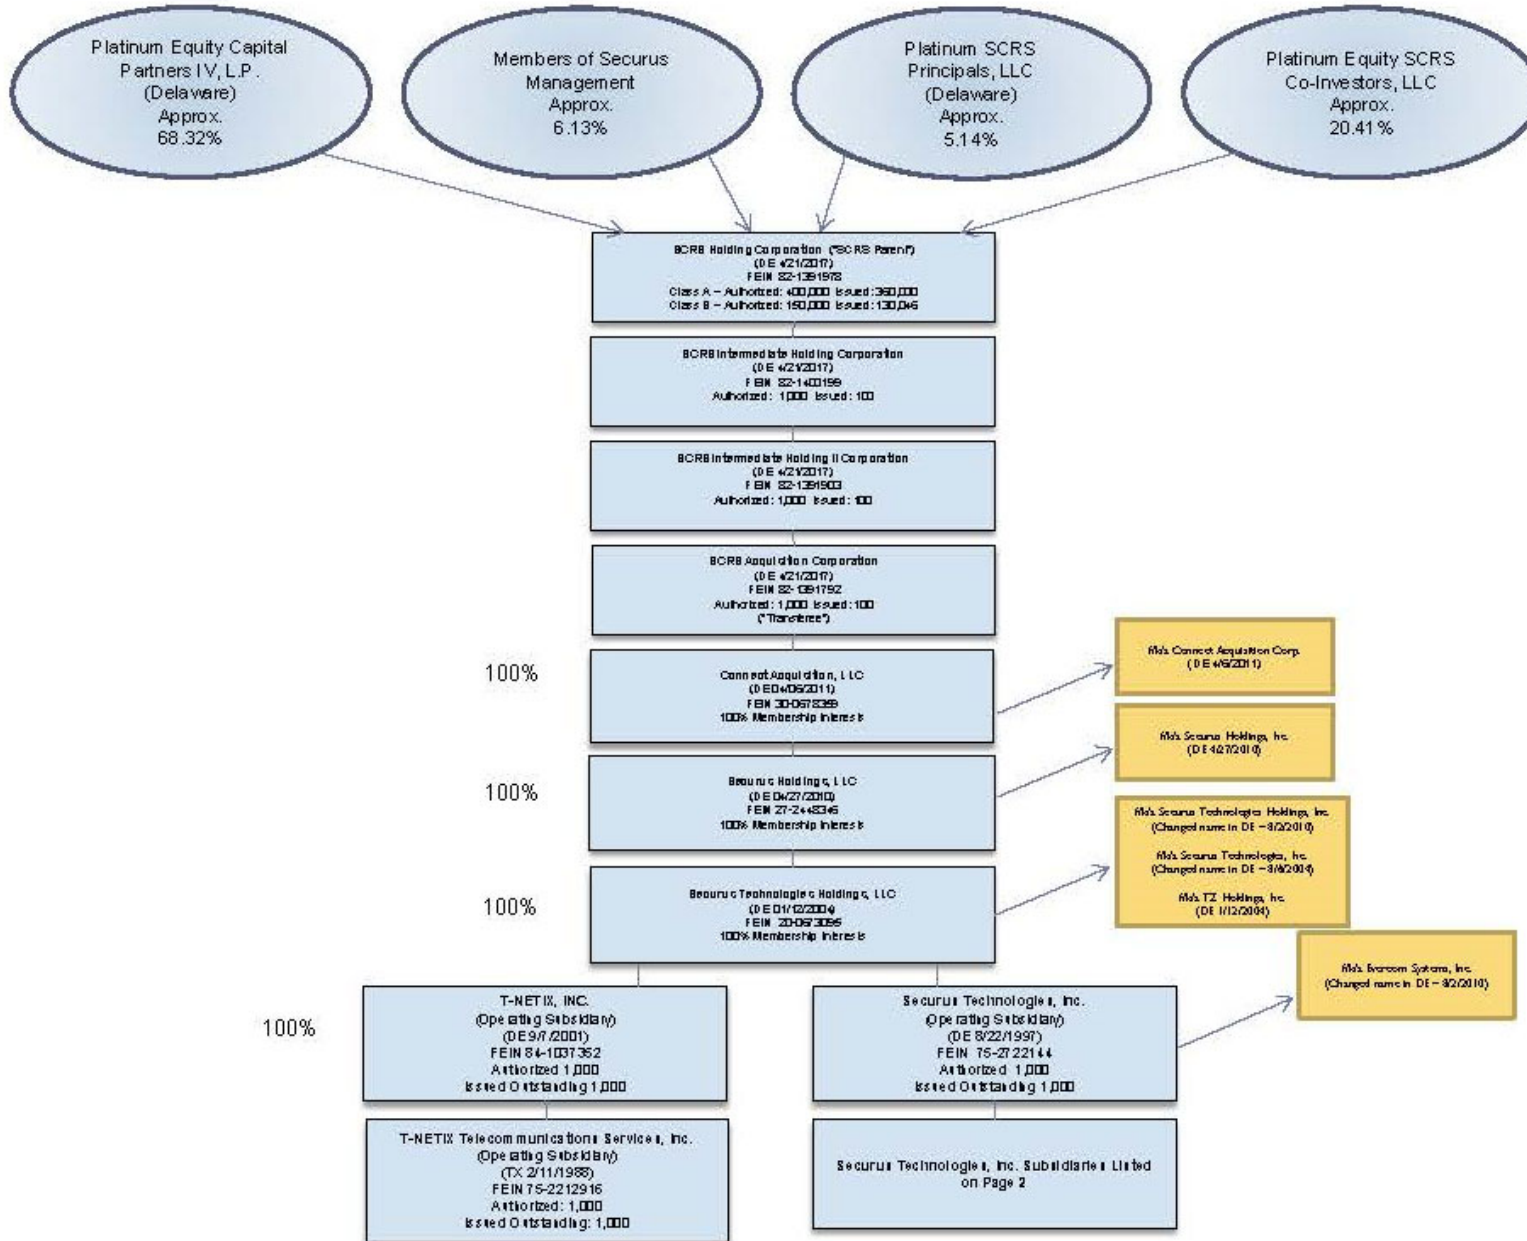 Platinum Equity Capital
Partners IV, L.P.
(Delaware)
Approx.
68.32%
Members of Securus
Management
Approx.
6.13%
Platinum SCRS
Principals, LLC
(Delaware)
Approx.
5.14%
Platinum Equity SCRS
Co-Investors, LLC
Approx.
20.41%
SCRS Holding Corporation ("SCRS Parent")
(DE 4/21/2017)
FEIN 82-1391978
Class A – Authorized: 400,000 Issued: 360,000
Class B – Authorized: 150,000 Issued: 130,046
SCRS Intermediate Holding Corporation
(DE 4/21/2017)
FEIN 82-1400199
Authorized: 1,000 Issued: 100
SCRS Intermediate Holding II Corporation
(DE 4/21/2017)
FEIN 82-1391903
Authorized: 1,000 Issued: 100
SCRS Acquisition Corporation
(DE 4/21/2017)
FEIN 82-1391792
Authorized: 1,000 Issued: 100
("Transferee")
100%
Connect Acquisition, LLC
(DE 04/06/2011)
FEIN 30-0678399
100% Membership Interests
f/k/a Connect Acquisition Corp.
(DE 4/6/2011)
100%
Securus Holdings, LLC
(DE 04/27/2010)
FEIN 27-2448346
100% Membership Interests
f/k/a Securus Holdings, Inc.
(DE 4/27/2010)
100%
Securus Technologies Holdings, LLC
(DE 01/12/2004)
FEIN 20-0673095
100% Membership Interests
f/k/a Securus Technologies Holdings, Inc.
(Changed name in DE – 8/2/2010)
f/k/a Securus Technologies, Inc.
(Changed name in DE – 8/6/2004)
f/k/a TZ Holdings, Inc.
(DE 1/12/2004)
100%
T-NETIX, INC.
(Operating Subsidiary)
(DE 9/7/2001)
FEIN 84-1037352
Authorized 1,000
Issued Outstanding 1,000
Securus Technologies, Inc.
(Operating Subsidiary)
(DE 8/22/1997)
FEIN 75-2722144
Authorized 1,000
Issued Outstanding 1,000
f/k/a Evercom Systems, Inc.
(Changed name in DE – 8/2/2010)
T-NETIX Telecommunications Services, Inc.
(Operating Subsidiary)
(TX 2/11/1988)
FEIN 75-2212916
Authorized: 1,000
Issued Outstanding: 1,000
Securus Technologies, Inc. Subsidiaries Listed
on Page 2